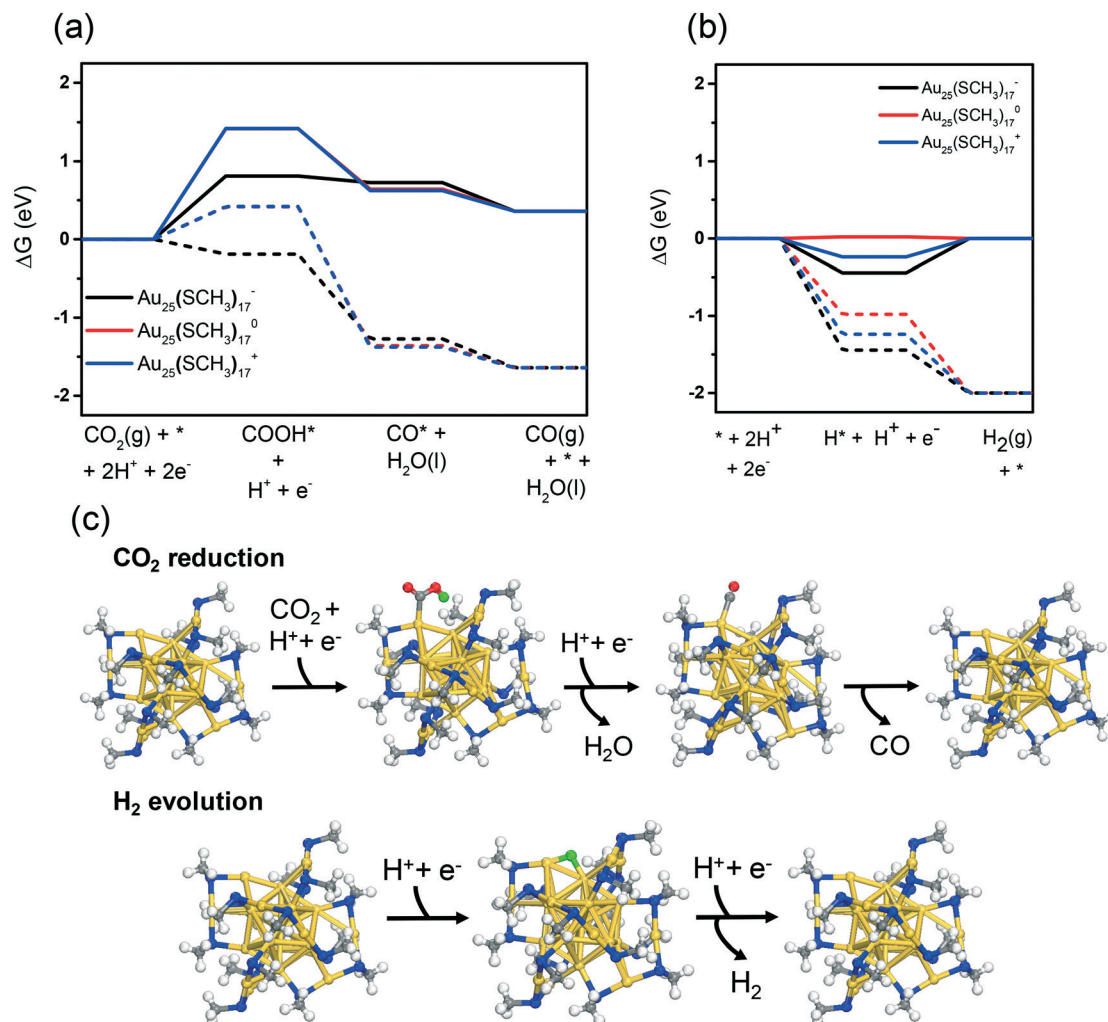 (a)
2
1
0
-1
-2
ΔG (eV)
Au₂₅(SCH₃)₁₇⁻
Au₂₅(SCH₃)₁₇⁰
Au₂₅(SCH₃)₁₇⁺
CO₂(g) + *
+ 2H⁺ + 2e⁻
COOH*
+
H⁺ + e⁻
CO* +
H₂O(l)
CO(g)
+ * +
H₂O(l)
(b)
2
1
0
-1
-2
ΔG (eV)
Au₂₅(SCH₃)₁₇⁻
Au₂₅(SCH₃)₁₇⁰
Au₂₅(SCH₃)₁₇⁺
* + 2H⁺
+ 2e⁻
H* + H⁺ + e⁻
H₂(g)
+ *
(c)
CO₂ reduction
CO₂ +
H⁺+ e⁻
H⁺+ e⁻
H₂O
CO
H₂ evolution
H⁺+ e⁻
H⁺+ e⁻
H₂